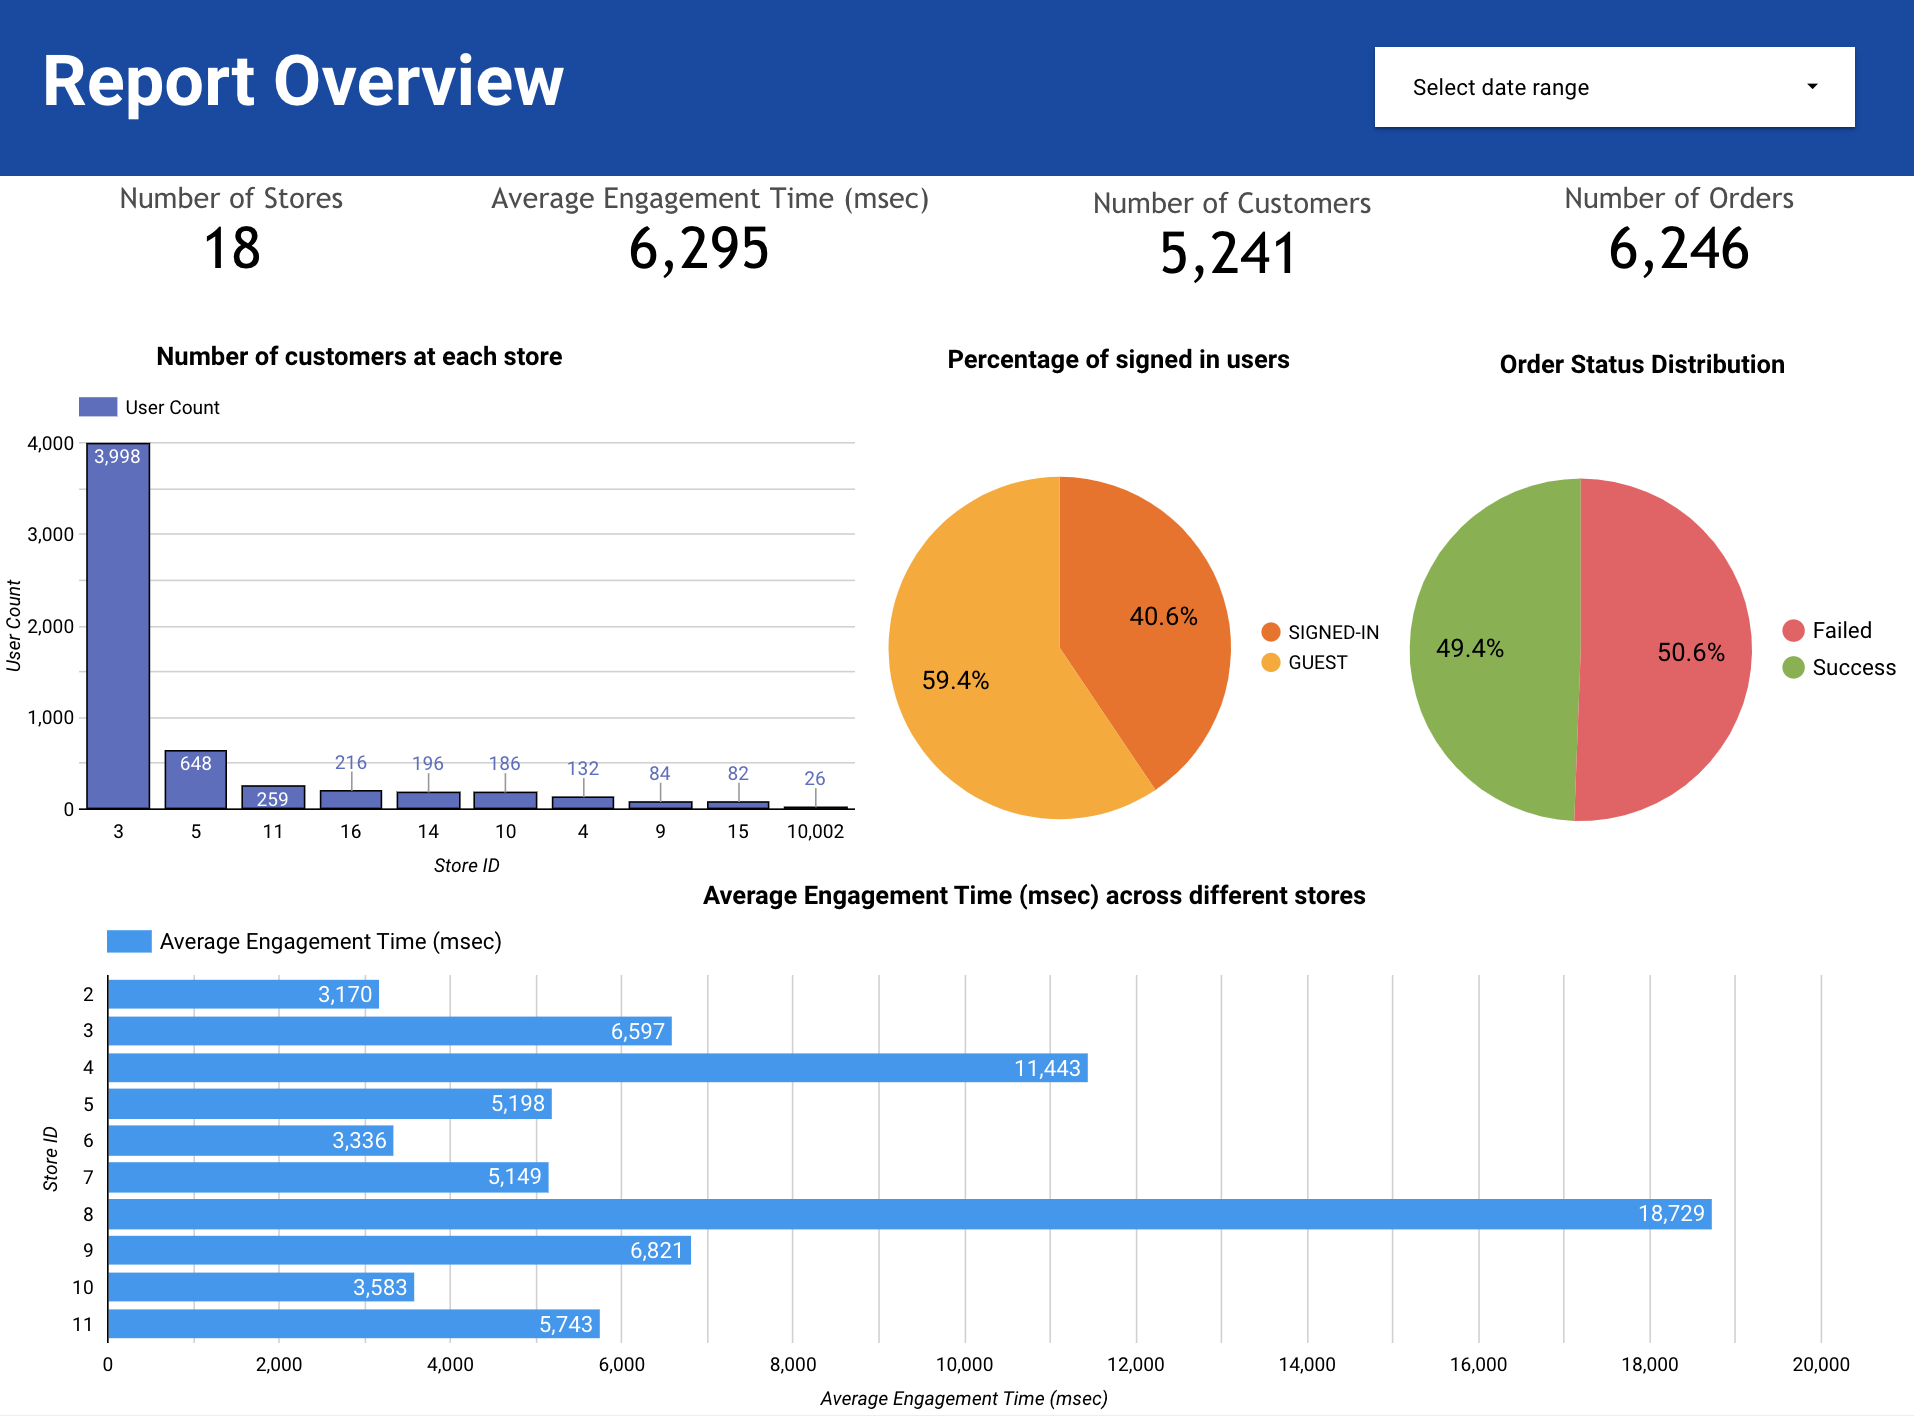 Report Overview
Select date range
Number of Stores
18
Average Engagement Time (msec)
6,295
Number of Customers
5,241
Number of Orders
6,246
Number of customers at each store
User Count
4,000
3,000
2,000
1,000
0
User Count
3,998
648
259
216
196
186
132
84
82
26
3 5 11 16 14 10 4 9 15 10,002
Store ID
Percentage of signed in users
40.6%
59.4%
SIGNED-IN
GUEST
Order Status Distribution
49.4%
50.6%
Failed
Success
Average Engagement Time (msec) across different stores
Average Engagement Time (msec)
Store ID
2 3,170
3 6,597
4 11,443
5 5,198
6 3,336
7 5,149
8 18,729
9 6,821
10 3,583
11 5,743
0 2,000 4,000 6,000 8,000 10,000 12,000 14,000 16,000 18,000 20,000
Average Engagement Time (msec)